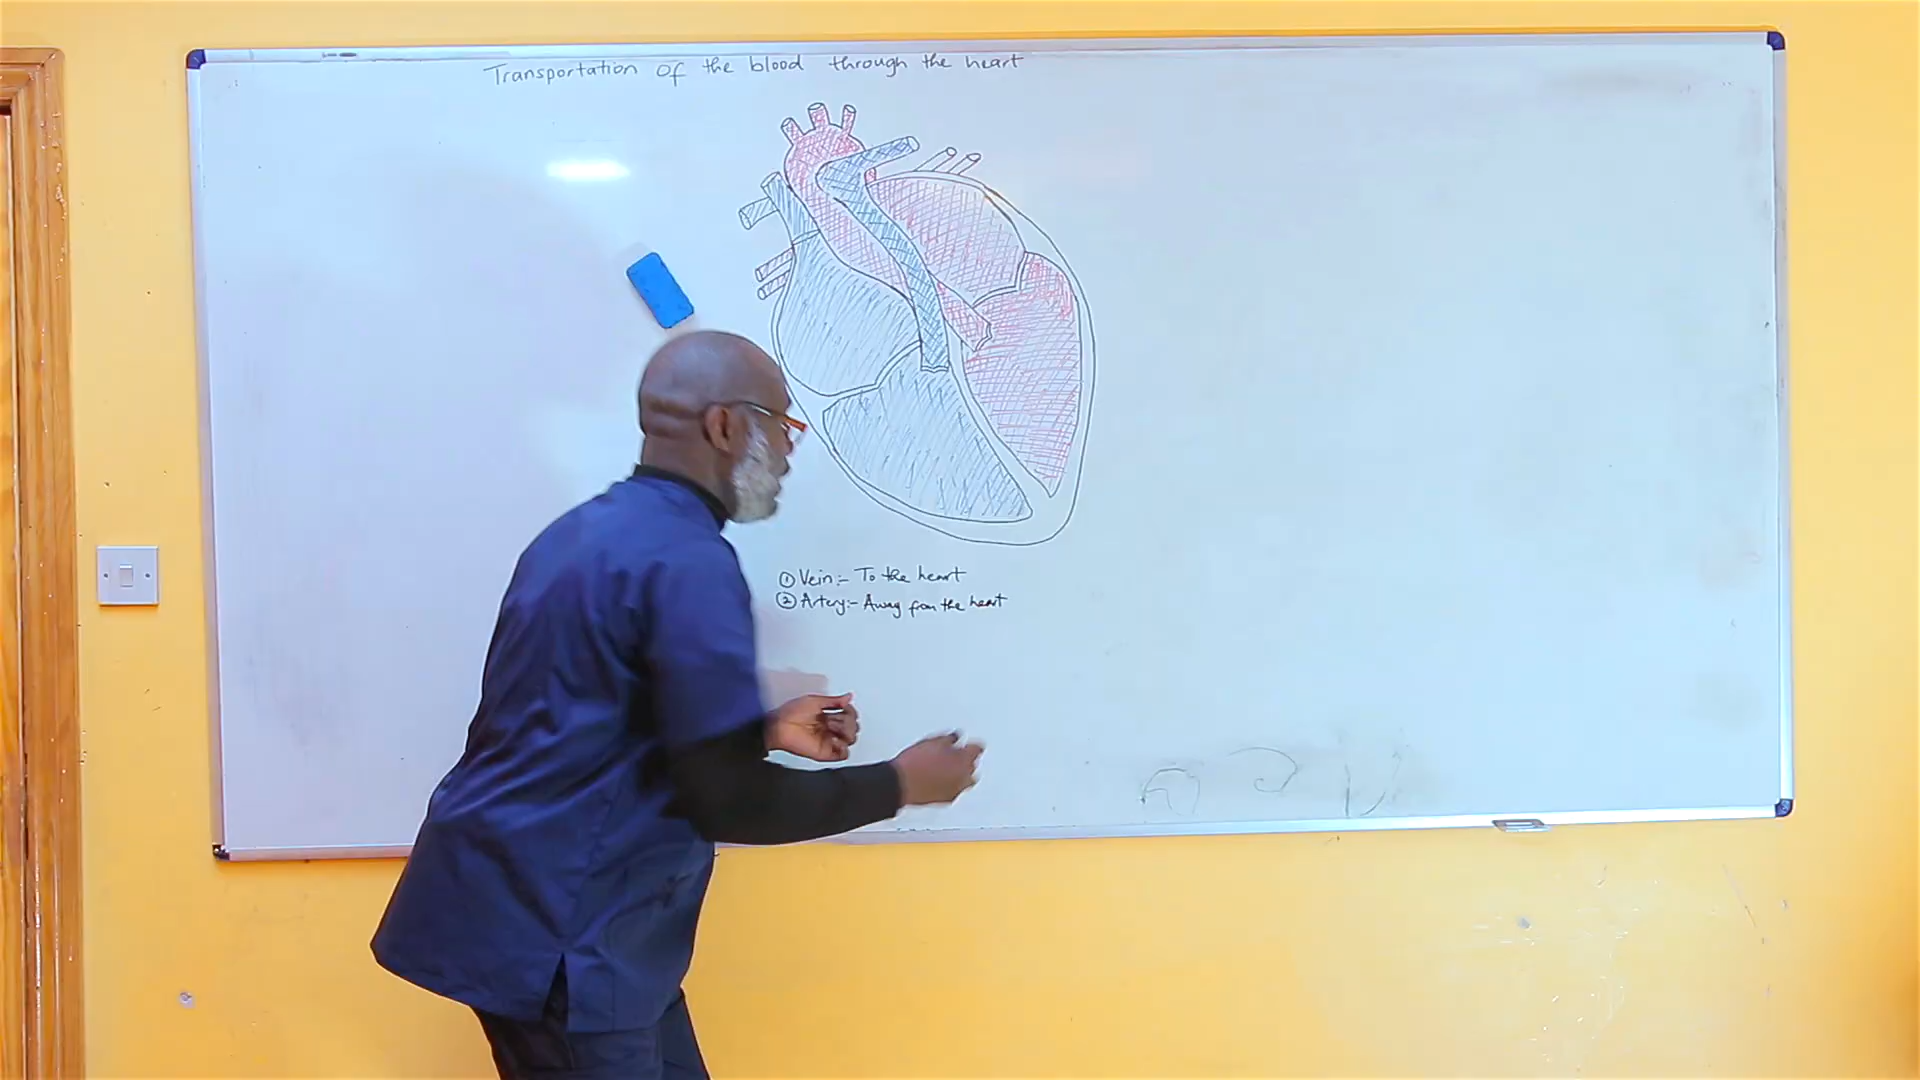 Transportation of the blood through the heart
① Vein:- To the heart
② Artery:- Away from the heart